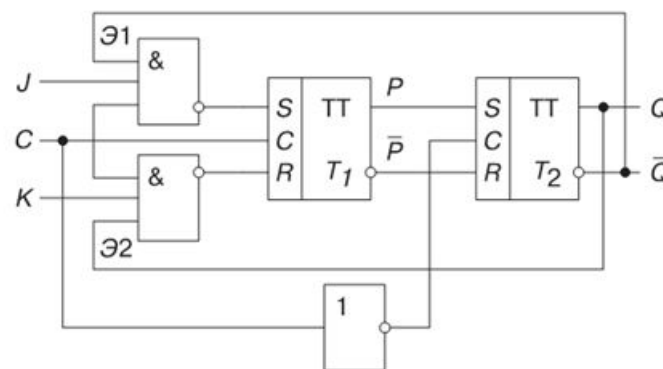 Э1
&
J
S TT P S TT Q
C C P̅ C
& R T1 R T2 Q̅
K
Э2
1